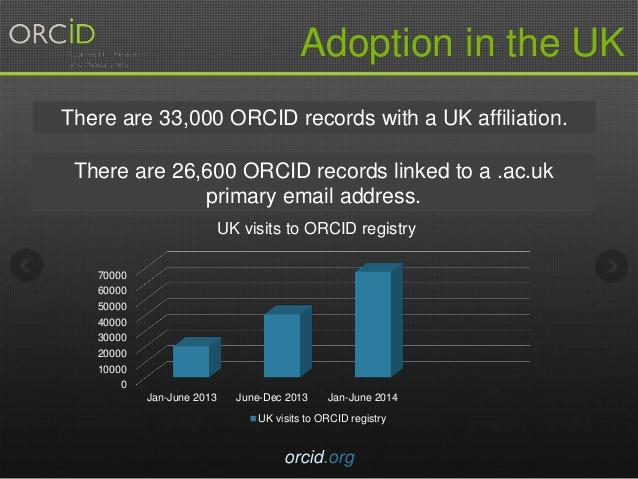 ORCiD
Adoption in the UK
There are 33,000 ORCID records with a UK affiliation.
There are 26,600 ORCID records linked to a .ac.uk
primary email address.
UK visits to ORCID registry
70000
60000
50000
40000
30000
20000
10000
0
Jan-June 2013 June-Dec 2013 Jan-June 2014
UK visits to ORCID registry
orcid.org